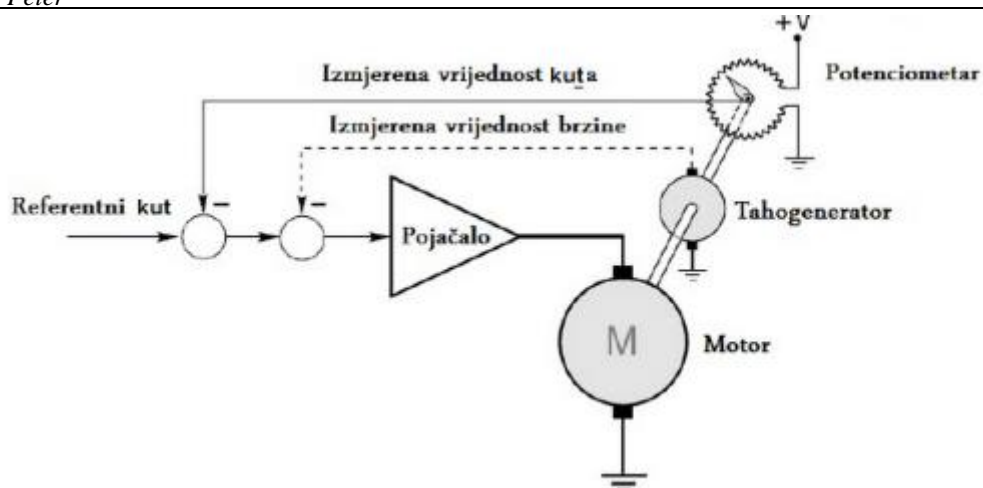 Peter
+V
Izmjerena vrijednost kuta
Potenciometar
Izmjerena vrijednost brzine
Referentni kut
Tahogenerator
Pojačalo
M
Motor